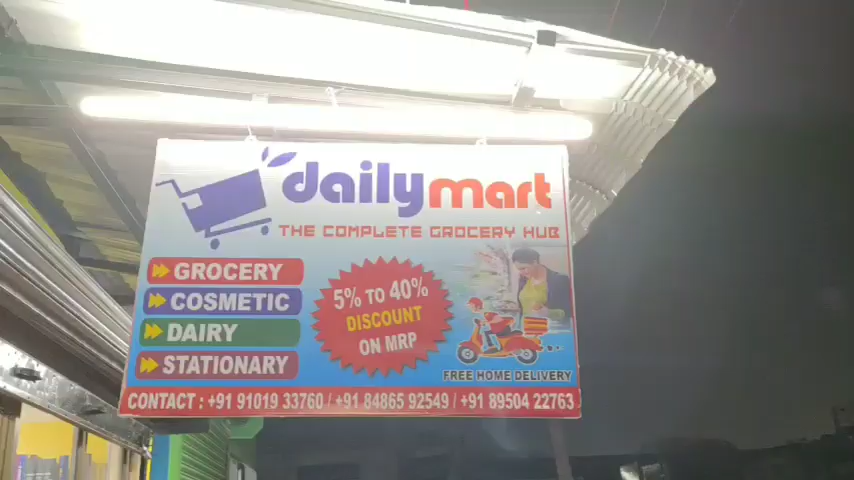 dailymart
THE COMPLETE GROCERY HUB
GROCERY
COSMETIC
DAIRY
STATIONARY
5% TO 40%
DISCOUNT
ON MRP
FREE HOME DELIVERY
CONTACT : +91 91019 33760 / +91 84865 92549 / +91 89504 22763